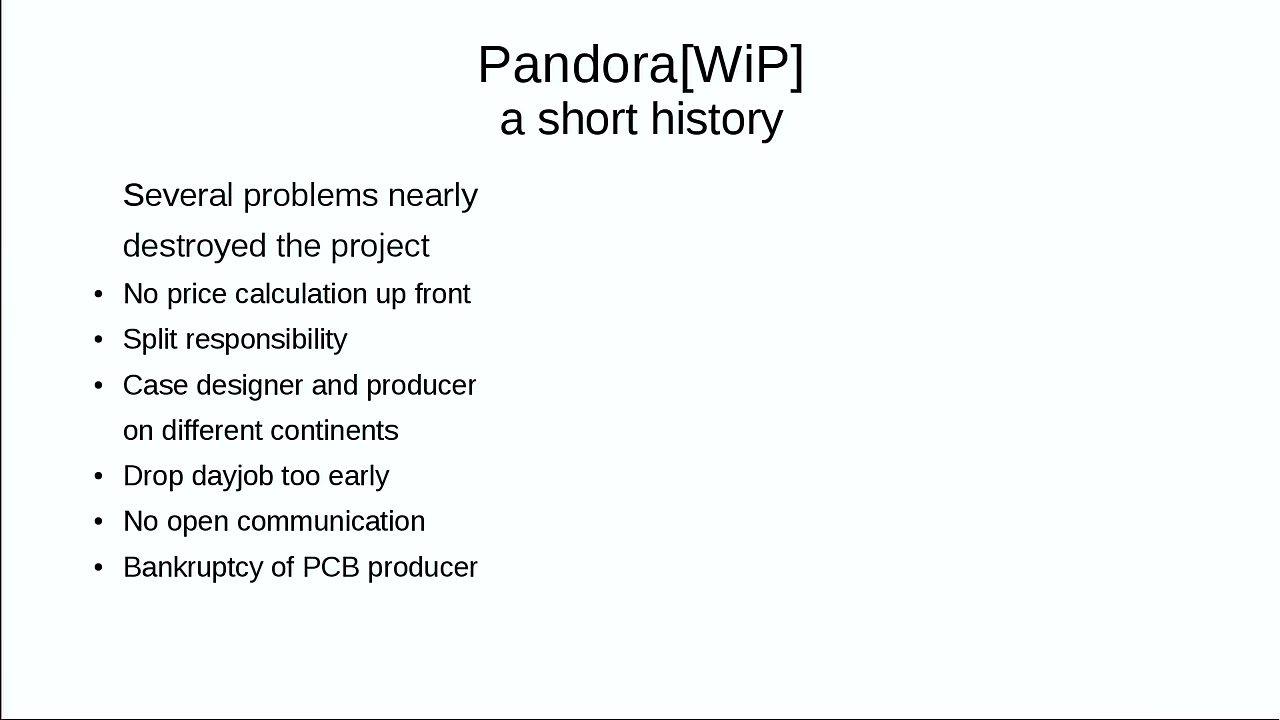 Pandora[WiP]
a short history
Several problems nearly
destroyed the project
• No price calculation up front
• Split responsibility
• Case designer and producer
on different continents
• Drop dayjob too early
• No open communication
• Bankruptcy of PCB producer